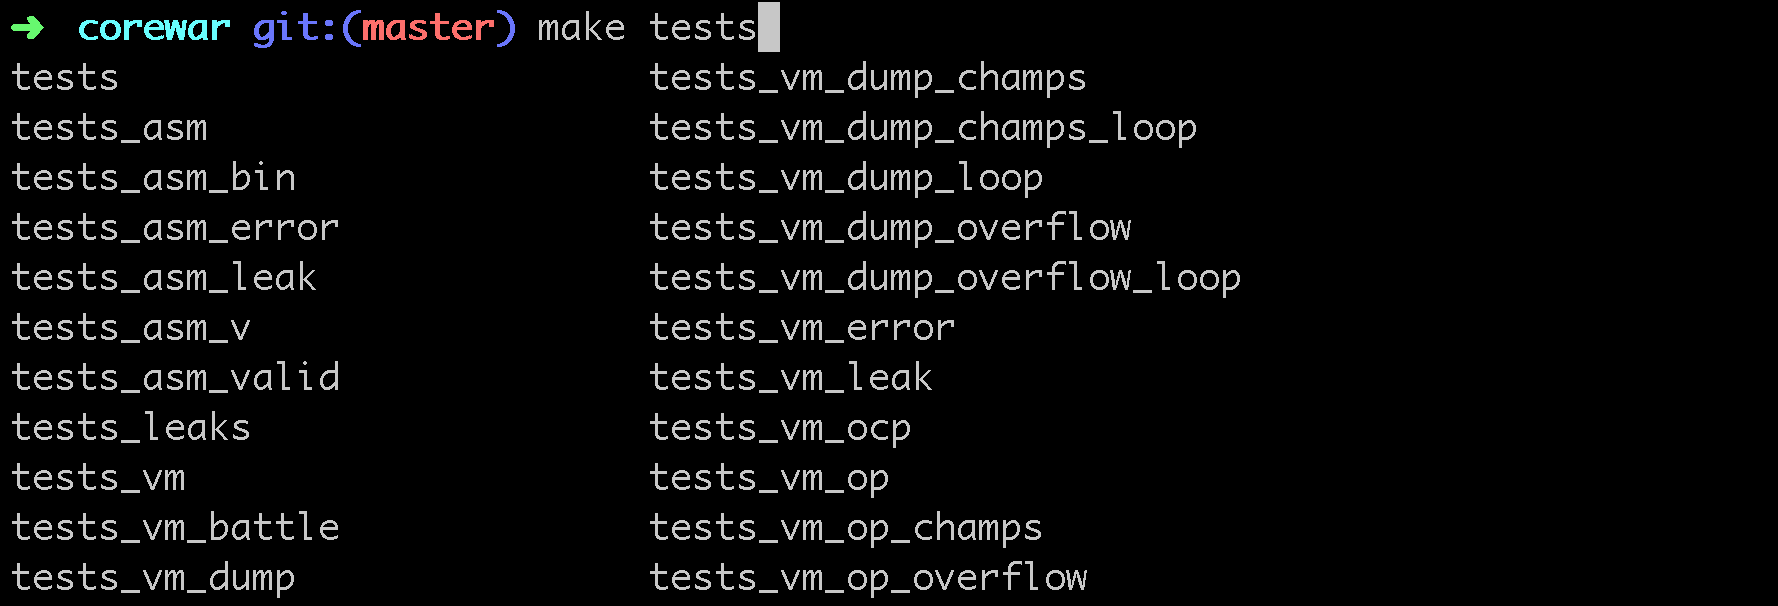 ➜ corewar git:(master) make tests
tests tests_vm_dump_champs
tests_asm tests_vm_dump_champs_loop
tests_asm_bin tests_vm_dump_loop
tests_asm_error tests_vm_dump_overflow
tests_asm_leak tests_vm_dump_overflow_loop
tests_asm_v tests_vm_error
tests_asm_valid tests_vm_leak
tests_leaks tests_vm_ocp
tests_vm tests_vm_op
tests_vm_battle tests_vm_op_champs
tests_vm_dump tests_vm_op_overflow